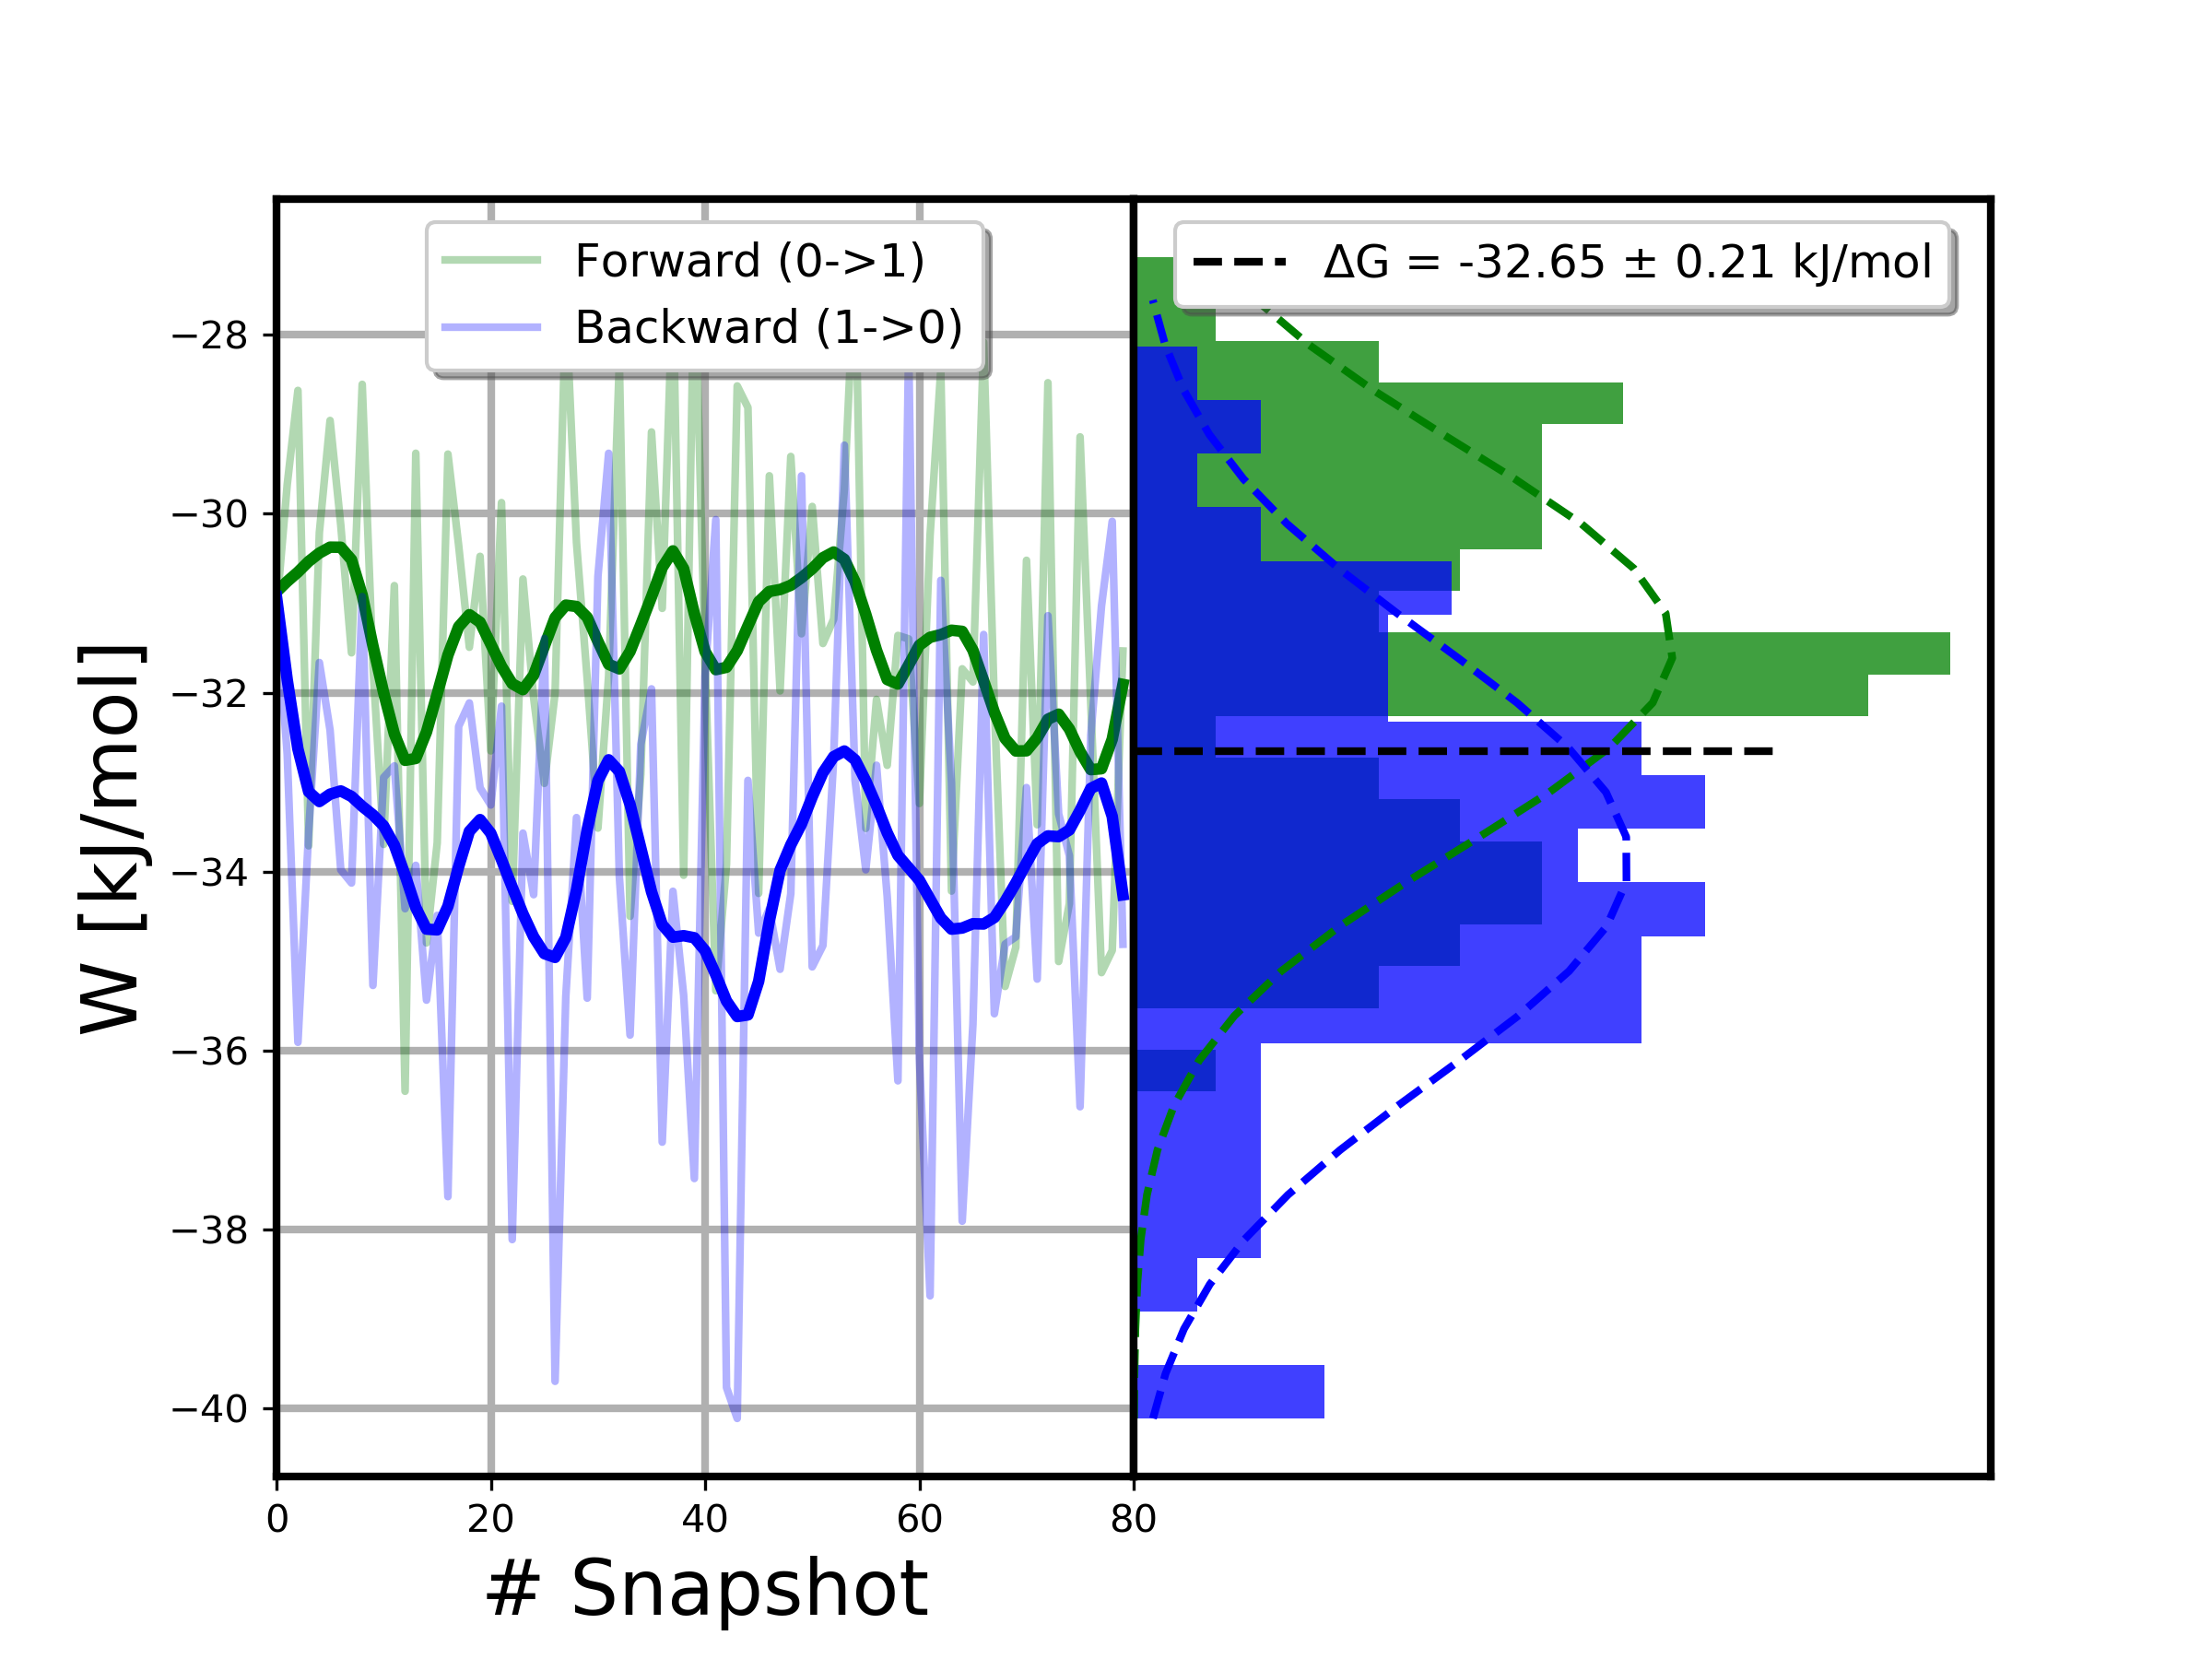 Forward (0->1)
Backward (1->0)
ΔG = -32.65 ± 0.21 kJ/mol
W [kJ/mol]
−28
−30
−32
−34
−36
−38
−40
0 20 40 60 80
# Snapshot